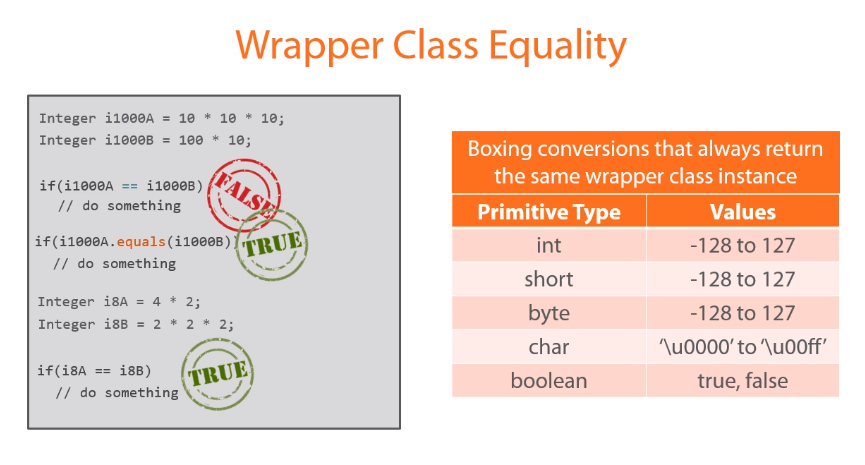 Wrapper Class Equality
Integer i1000A = 10 * 10 * 10;
Integer i1000B = 100 * 10;
if(i1000A == i1000B)
FALSE
// do something
if(i1000A.equals(i1000B))
TRUE
// do something
Integer i8A = 4 * 2;
Integer i8B = 2 * 2 * 2;
if(i8A == i8B)
TRUE
// do something
Boxing conversions that always return
the same wrapper class instance
Primitive Type Values
int -128 to 127
short -128 to 127
byte -128 to 127
char ‘\u0000’ to ‘\u00ff’
boolean true, false